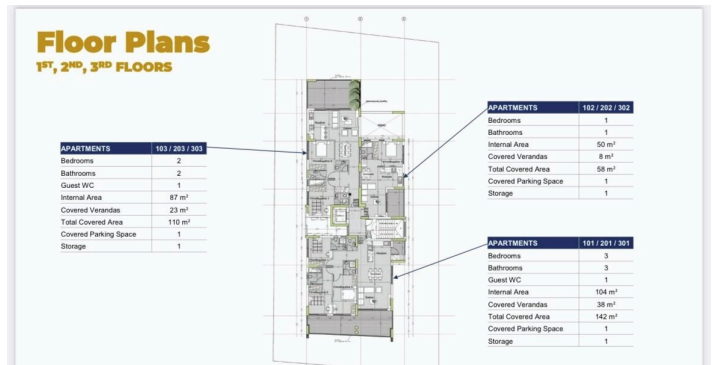 Floor Plans
1ST, 2ND, 3RD FLOORS
APARTMENTS 103 / 203 / 303
Bedrooms 2
Bathrooms 2
Guest WC 1
Internal Area 87 m²
Covered Verandas 23 m²
Total Covered Area 110 m²
Covered Parking Space 1
Storage 1
APARTMENTS 102 / 202 / 302
Bedrooms 1
Bathrooms 1
Internal Area 50 m²
Covered Verandas 8 m²
Total Covered Area 58 m²
Covered Parking Space 1
Storage 1
APARTMENTS 101 / 201 / 301
Bedrooms 3
Bathrooms 3
Guest WC 1
Internal Area 104 m²
Covered Verandas 38 m²
Total Covered Area 142 m²
Covered Parking Space 1
Storage 1